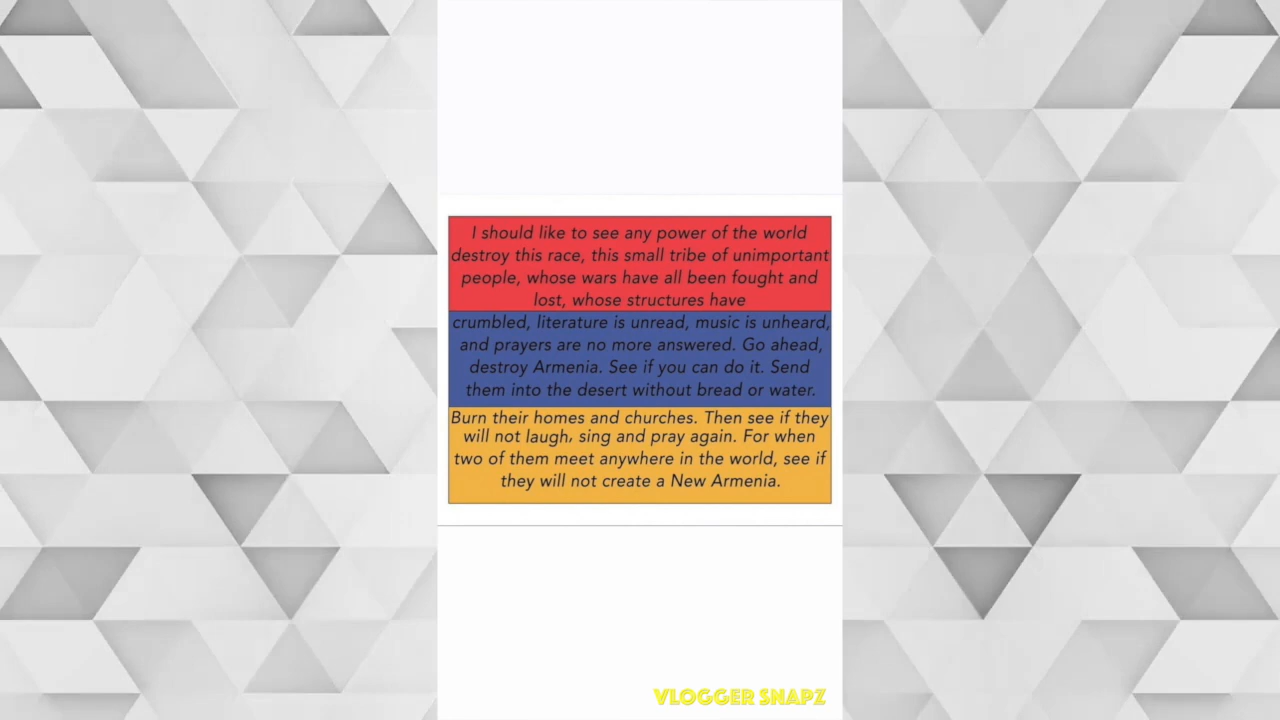 I should like to see any power of the world
destroy this race, this small tribe of unimportant
people, whose wars have all been fought and
lost, whose structures have
crumbled, literature is unread, music is unheard,
and prayers are no more answered. Go ahead,
destroy Armenia. See if you can do it. Send
them into the desert without bread or water.
Burn their homes and churches. Then see if they
will not laugh, sing and pray again. For when
two of them meet anywhere in the world, see if
they will not create a New Armenia.
VLOGGER SNAPZ